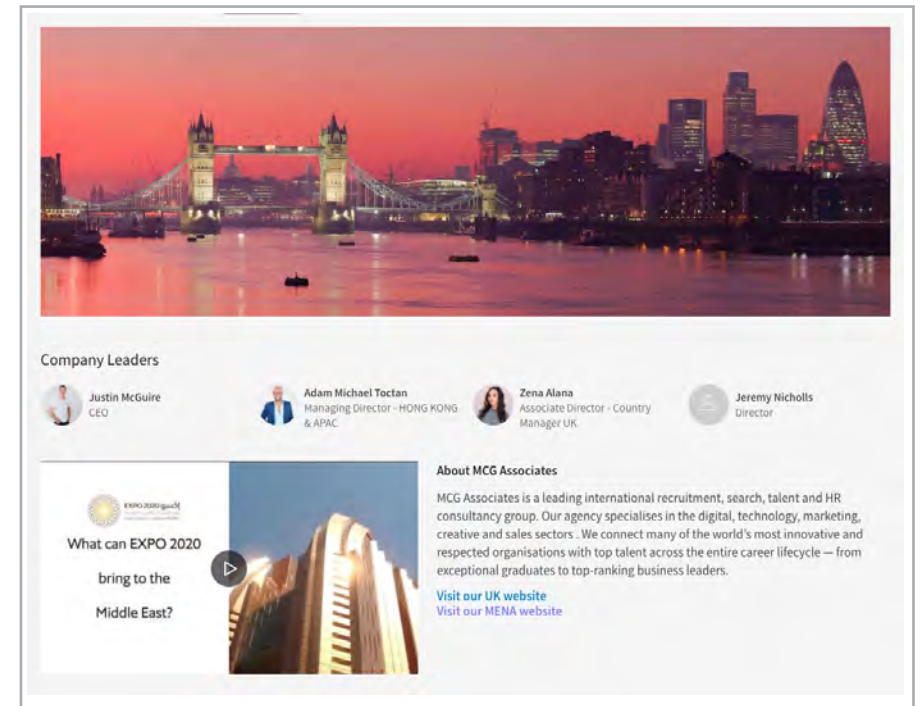 Company Leaders
Justin McGuire
CEO
Adam Michael Toctan
Managing Director - HONG KONG
& APAC
Zena Alana
Associate Director - Country
Manager UK
Jeremy Nicholls
Director
EXPO 2020 إكسبو
What can EXPO 2020
bring to the
Middle East?
About MCG Associates
MCG Associates is a leading international recruitment, search, talent and HR
consultancy group. Our agency specialises in the digital, technology, marketing,
creative and sales sectors . We connect many of the world's most innovative and
respected organisations with top talent across the entire career lifecycle — from
exceptional graduates to top-ranking business leaders.
Visit our UK website
Visit our MENA website